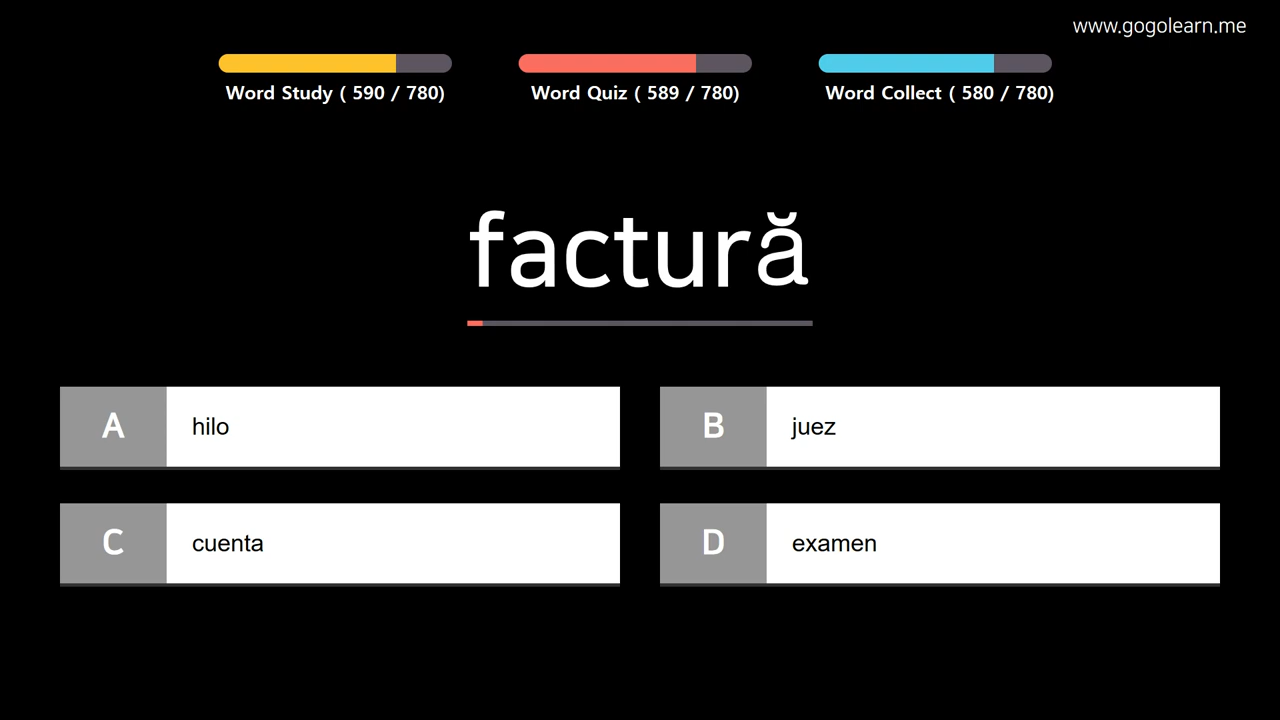 www.gogolearn.me
Word Study ( 590 / 780)
Word Quiz ( 589 / 780)
Word Collect ( 580 / 780)
factură
A hilo
B juez
C cuenta
D examen